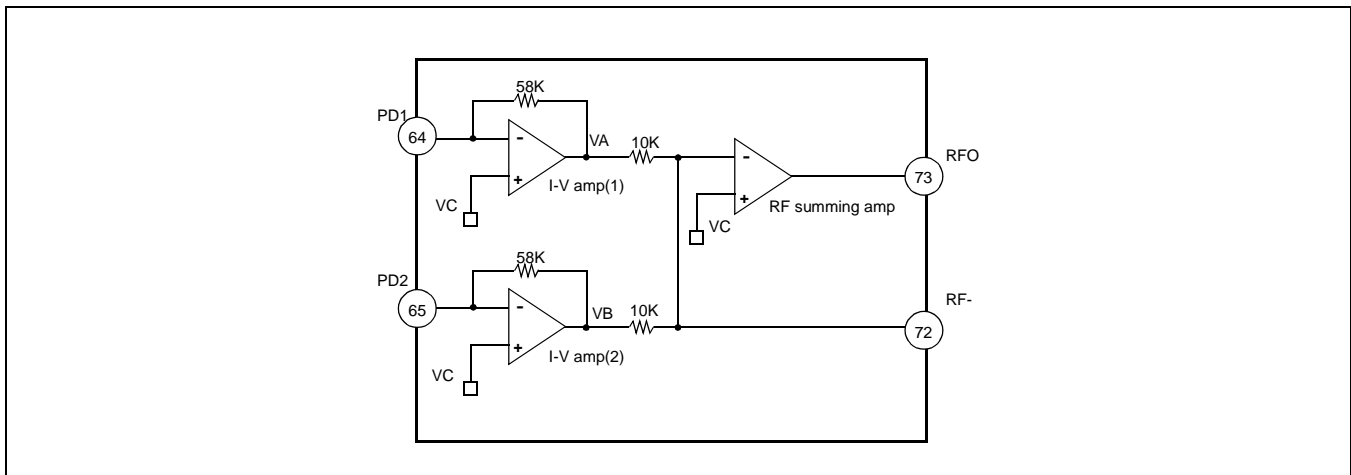 58K
PD1
64
-
+
VA
10K
I-V amp(1)
VC
-
+
RF summing amp
VC
73
RFO
58K
PD2
65
-
+
VB
10K
I-V amp(2)
VC
RF-
72